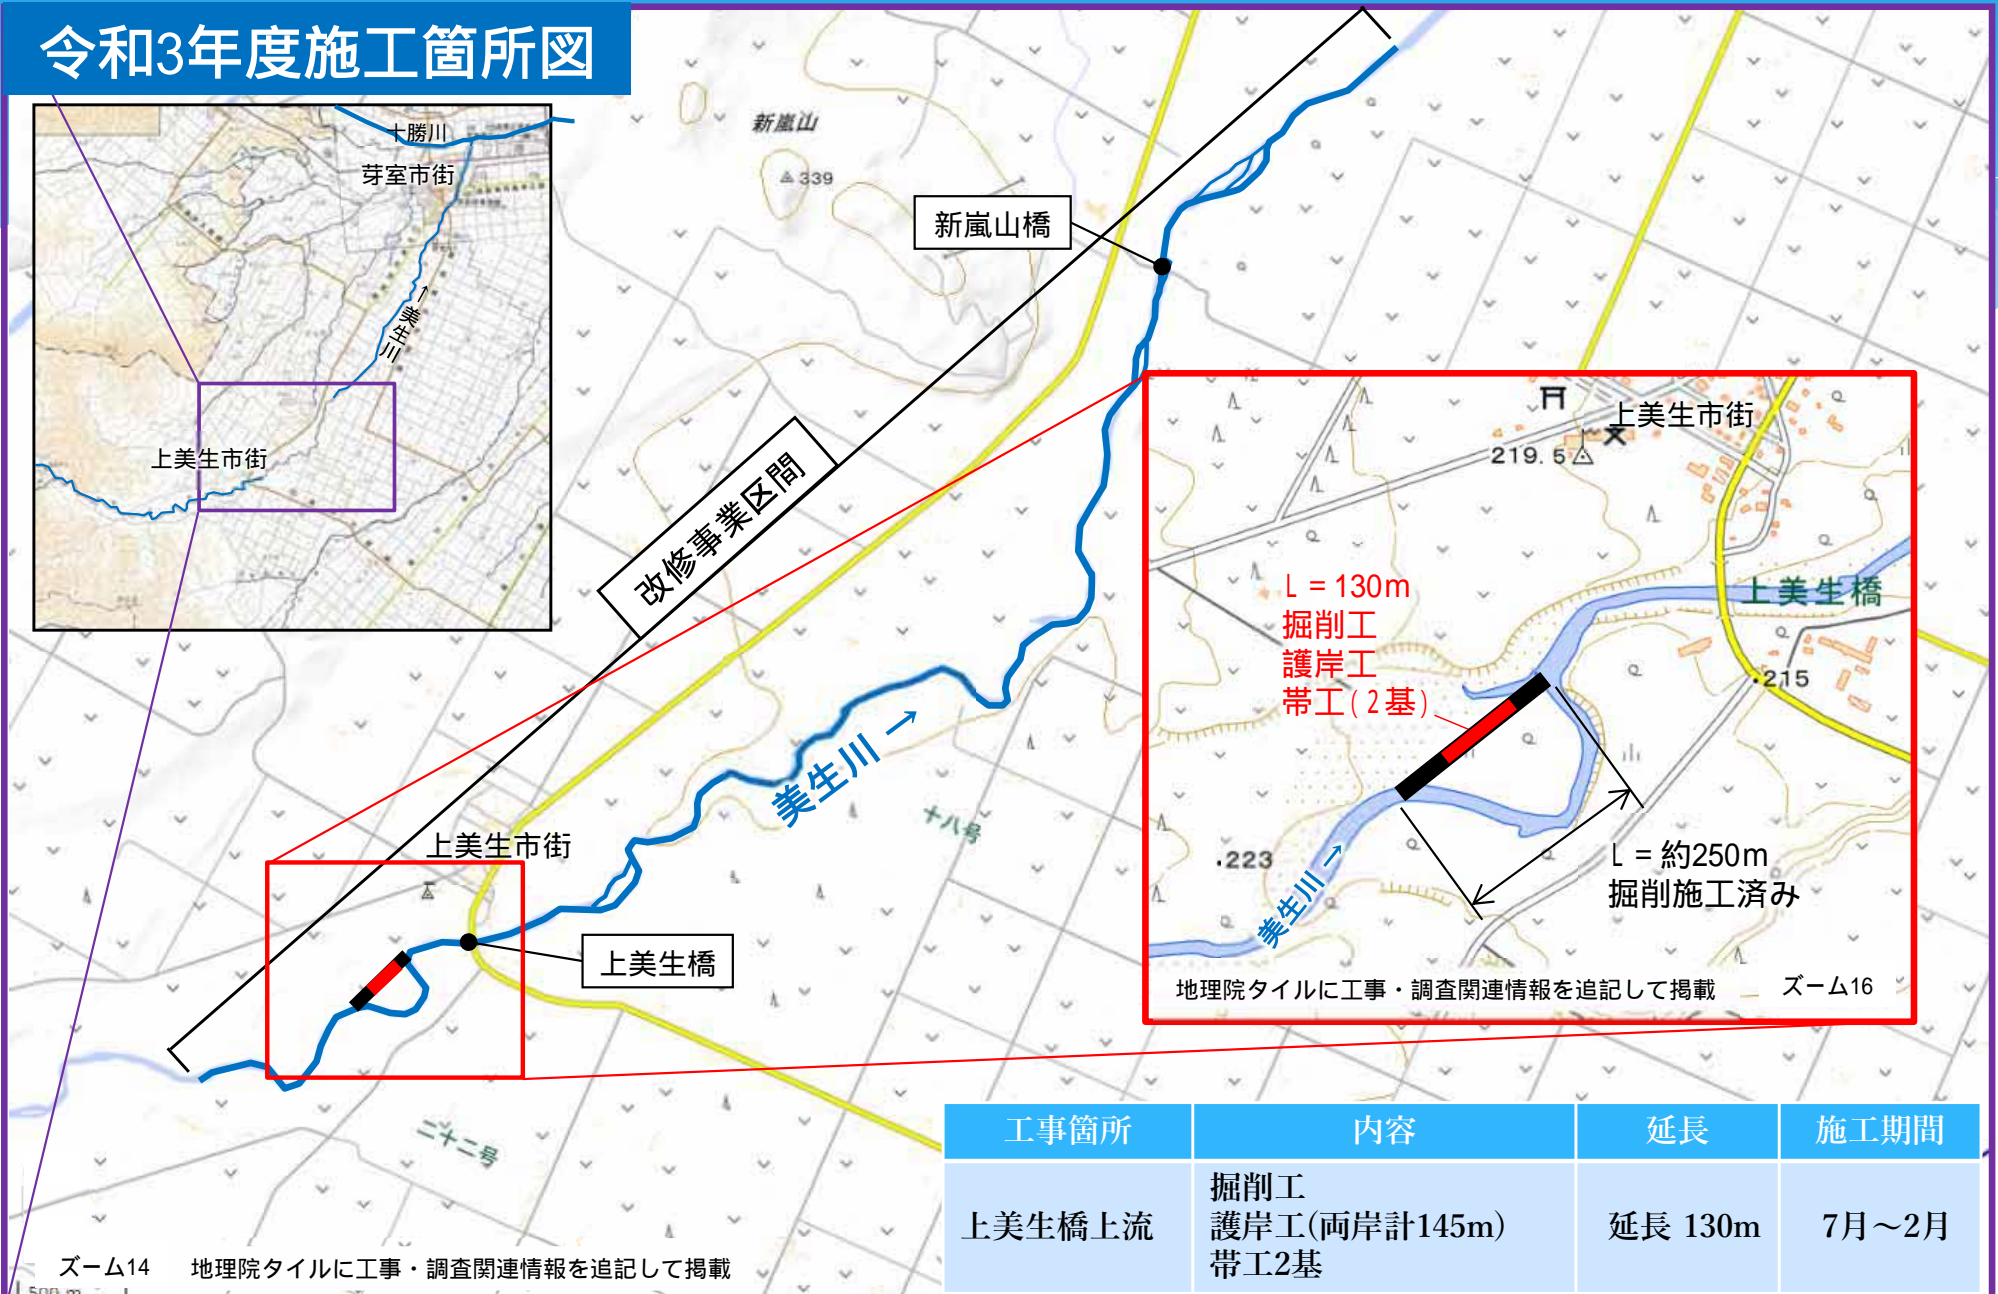 令和3年度施工箇所図
十勝川
芽室市街
←美生川
上美生市街
新嵐山
339
新嵐山橋
改修事業区間
上美生市街
219.5
上美生橋
L＝130m
掘削工
護岸工
帯工(2基)
215
223
L＝約250m
掘削施工済み
美生川→
地理院タイルに工事・調査関連情報を追記して掲載
ズーム16
美生川→
十八号
上美生市街
上美生橋
二十二号
工事箇所 内容 延長 施工期間
上美生橋上流 掘削工 延長 130m 7月～2月
護岸工(両岸計145m)
帯工2基
ズーム14
地理院タイルに工事・調査関連情報を追記して掲載